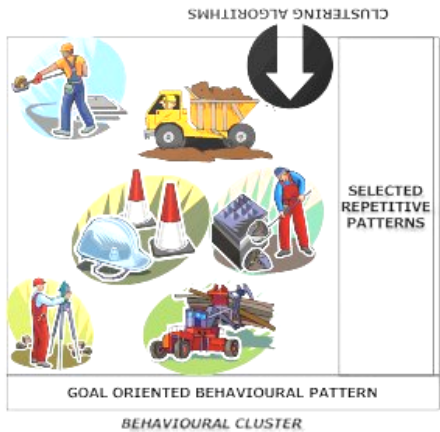 CLUSTERING ALGORITHMS
SELECTED
REPETITIVE
PATTERNS
GOAL ORIENTED BEHAVIOURAL PATTERN
BEHAVIOURAL CLUSTER